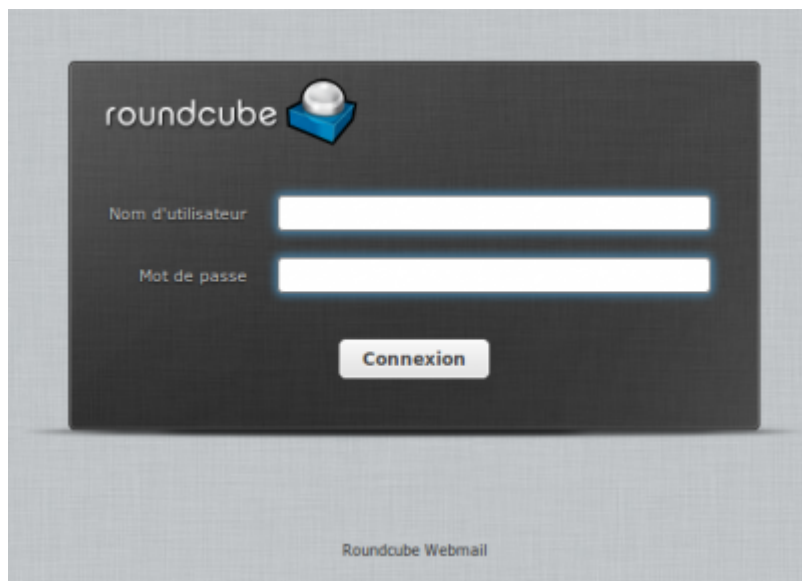 roundcube
Nom d'utilisateur
Mot de passe
Connexion
Roundcube Webmail